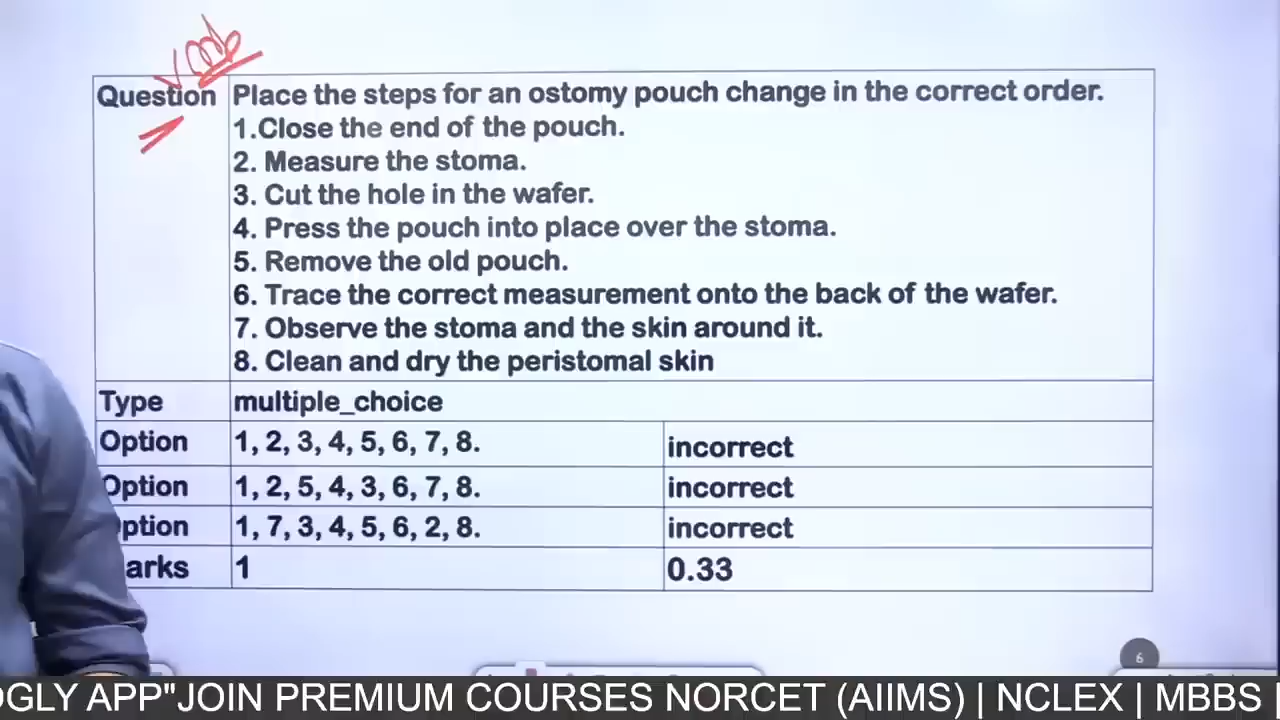 Question Place the steps for an ostomy pouch change in the correct order.
1.Close the end of the pouch.
2. Measure the stoma.
3. Cut the hole in the wafer.
4. Press the pouch into place over the stoma.
5. Remove the old pouch.
6. Trace the correct measurement onto the back of the wafer.
7. Observe the stoma and the skin around it.
8. Clean and dry the peristomal skin
Type multiple_choice
Option 1, 2, 3, 4, 5, 6, 7, 8. incorrect
Option 1, 2, 5, 4, 3, 6, 7, 8. incorrect
ption 1, 7, 3, 4, 5, 6, 2, 8. incorrect
arks 1 0.33
6
OGLY APP"JOIN PREMIUM COURSES NORCET (AIIMS) | NCLEX | MBBS